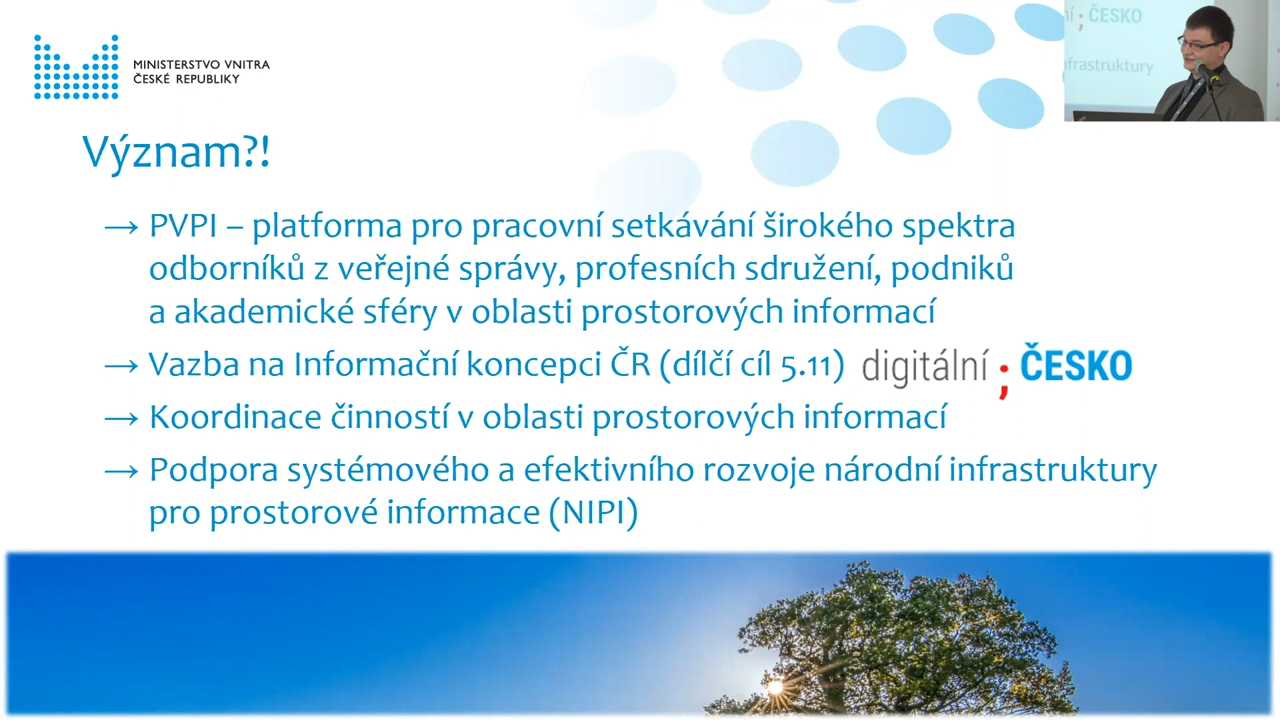 MINISTERSTVO VNITRA
ČESKÉ REPUBLIKY
ČESKO
frastruktury
Význam?!
→ PVPI – platforma pro pracovní setkávání širokého spektra
odborníků z veřejné správy, profesních sdružení, podniků
a akademické sféry v oblasti prostorových informací
→ Vazba na Informační koncepci ČR (dílčí cíl 5.11) digitální ; ČESKO
→ Koordinace činností v oblasti prostorových informací
→ Podpora systémového a efektivního rozvoje národní infrastruktury
pro prostorové informace (NIPI)